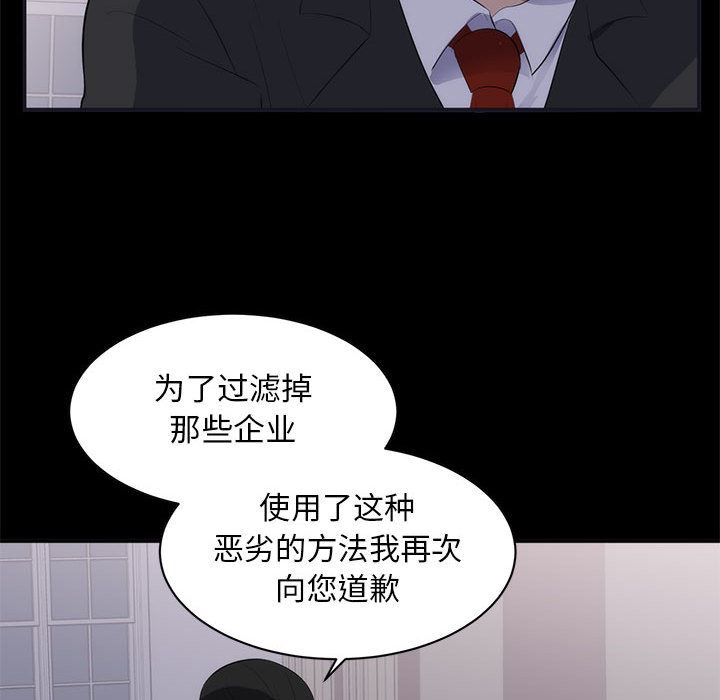 为了过滤掉
那些企业
使用了这种
恶劣的方法我再次
向您道歉